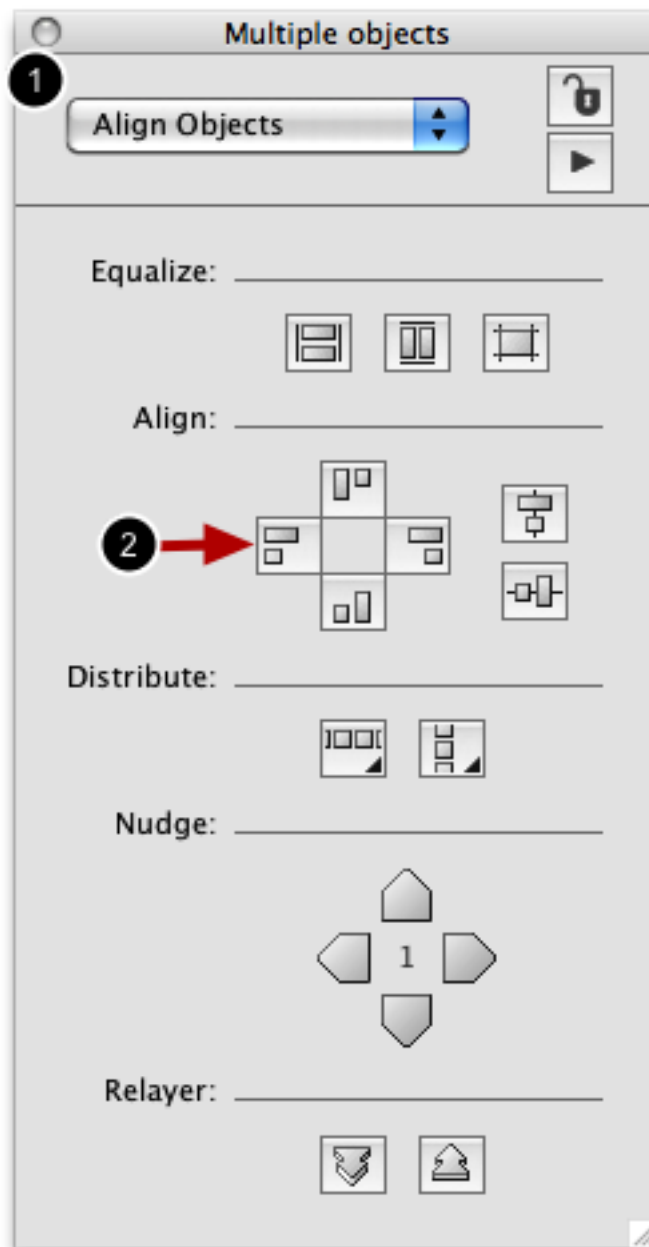 Multiple objects
1
Align Objects
Equalize:
Align:
2
Distribute:
Nudge:
1
Relayer: